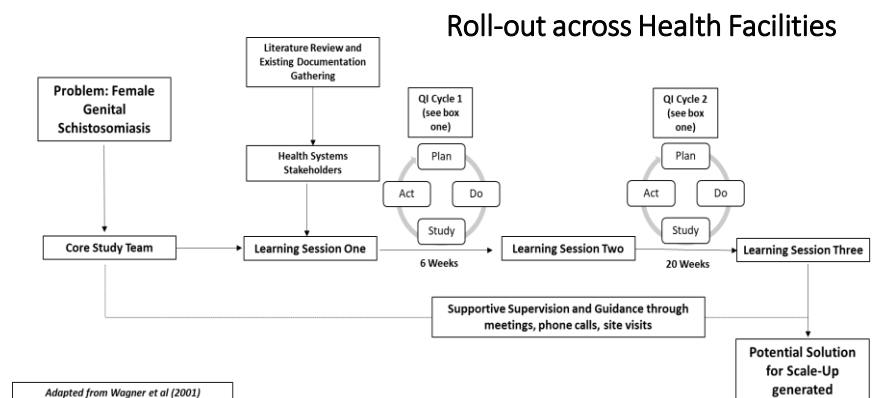 Roll-out across Health Facilities
Literature Review and
Existing Documentation
Gathering
Problem: Female
Genital
Schistosomiasis
QI Cycle 1
(see box
one)
QI Cycle 2
(see box
one)
Health Systems
Stakeholders
Plan
Act
Do
Study
Plan
Act
Do
Study
Core Study Team
Learning Session One
6 Weeks
Learning Session Two
20 Weeks
Learning Session Three
Supportive Supervision and Guidance through
meetings, phone calls, site visits
Potential Solution
for Scale-Up
generated
Adapted from Wagner et al (2001)